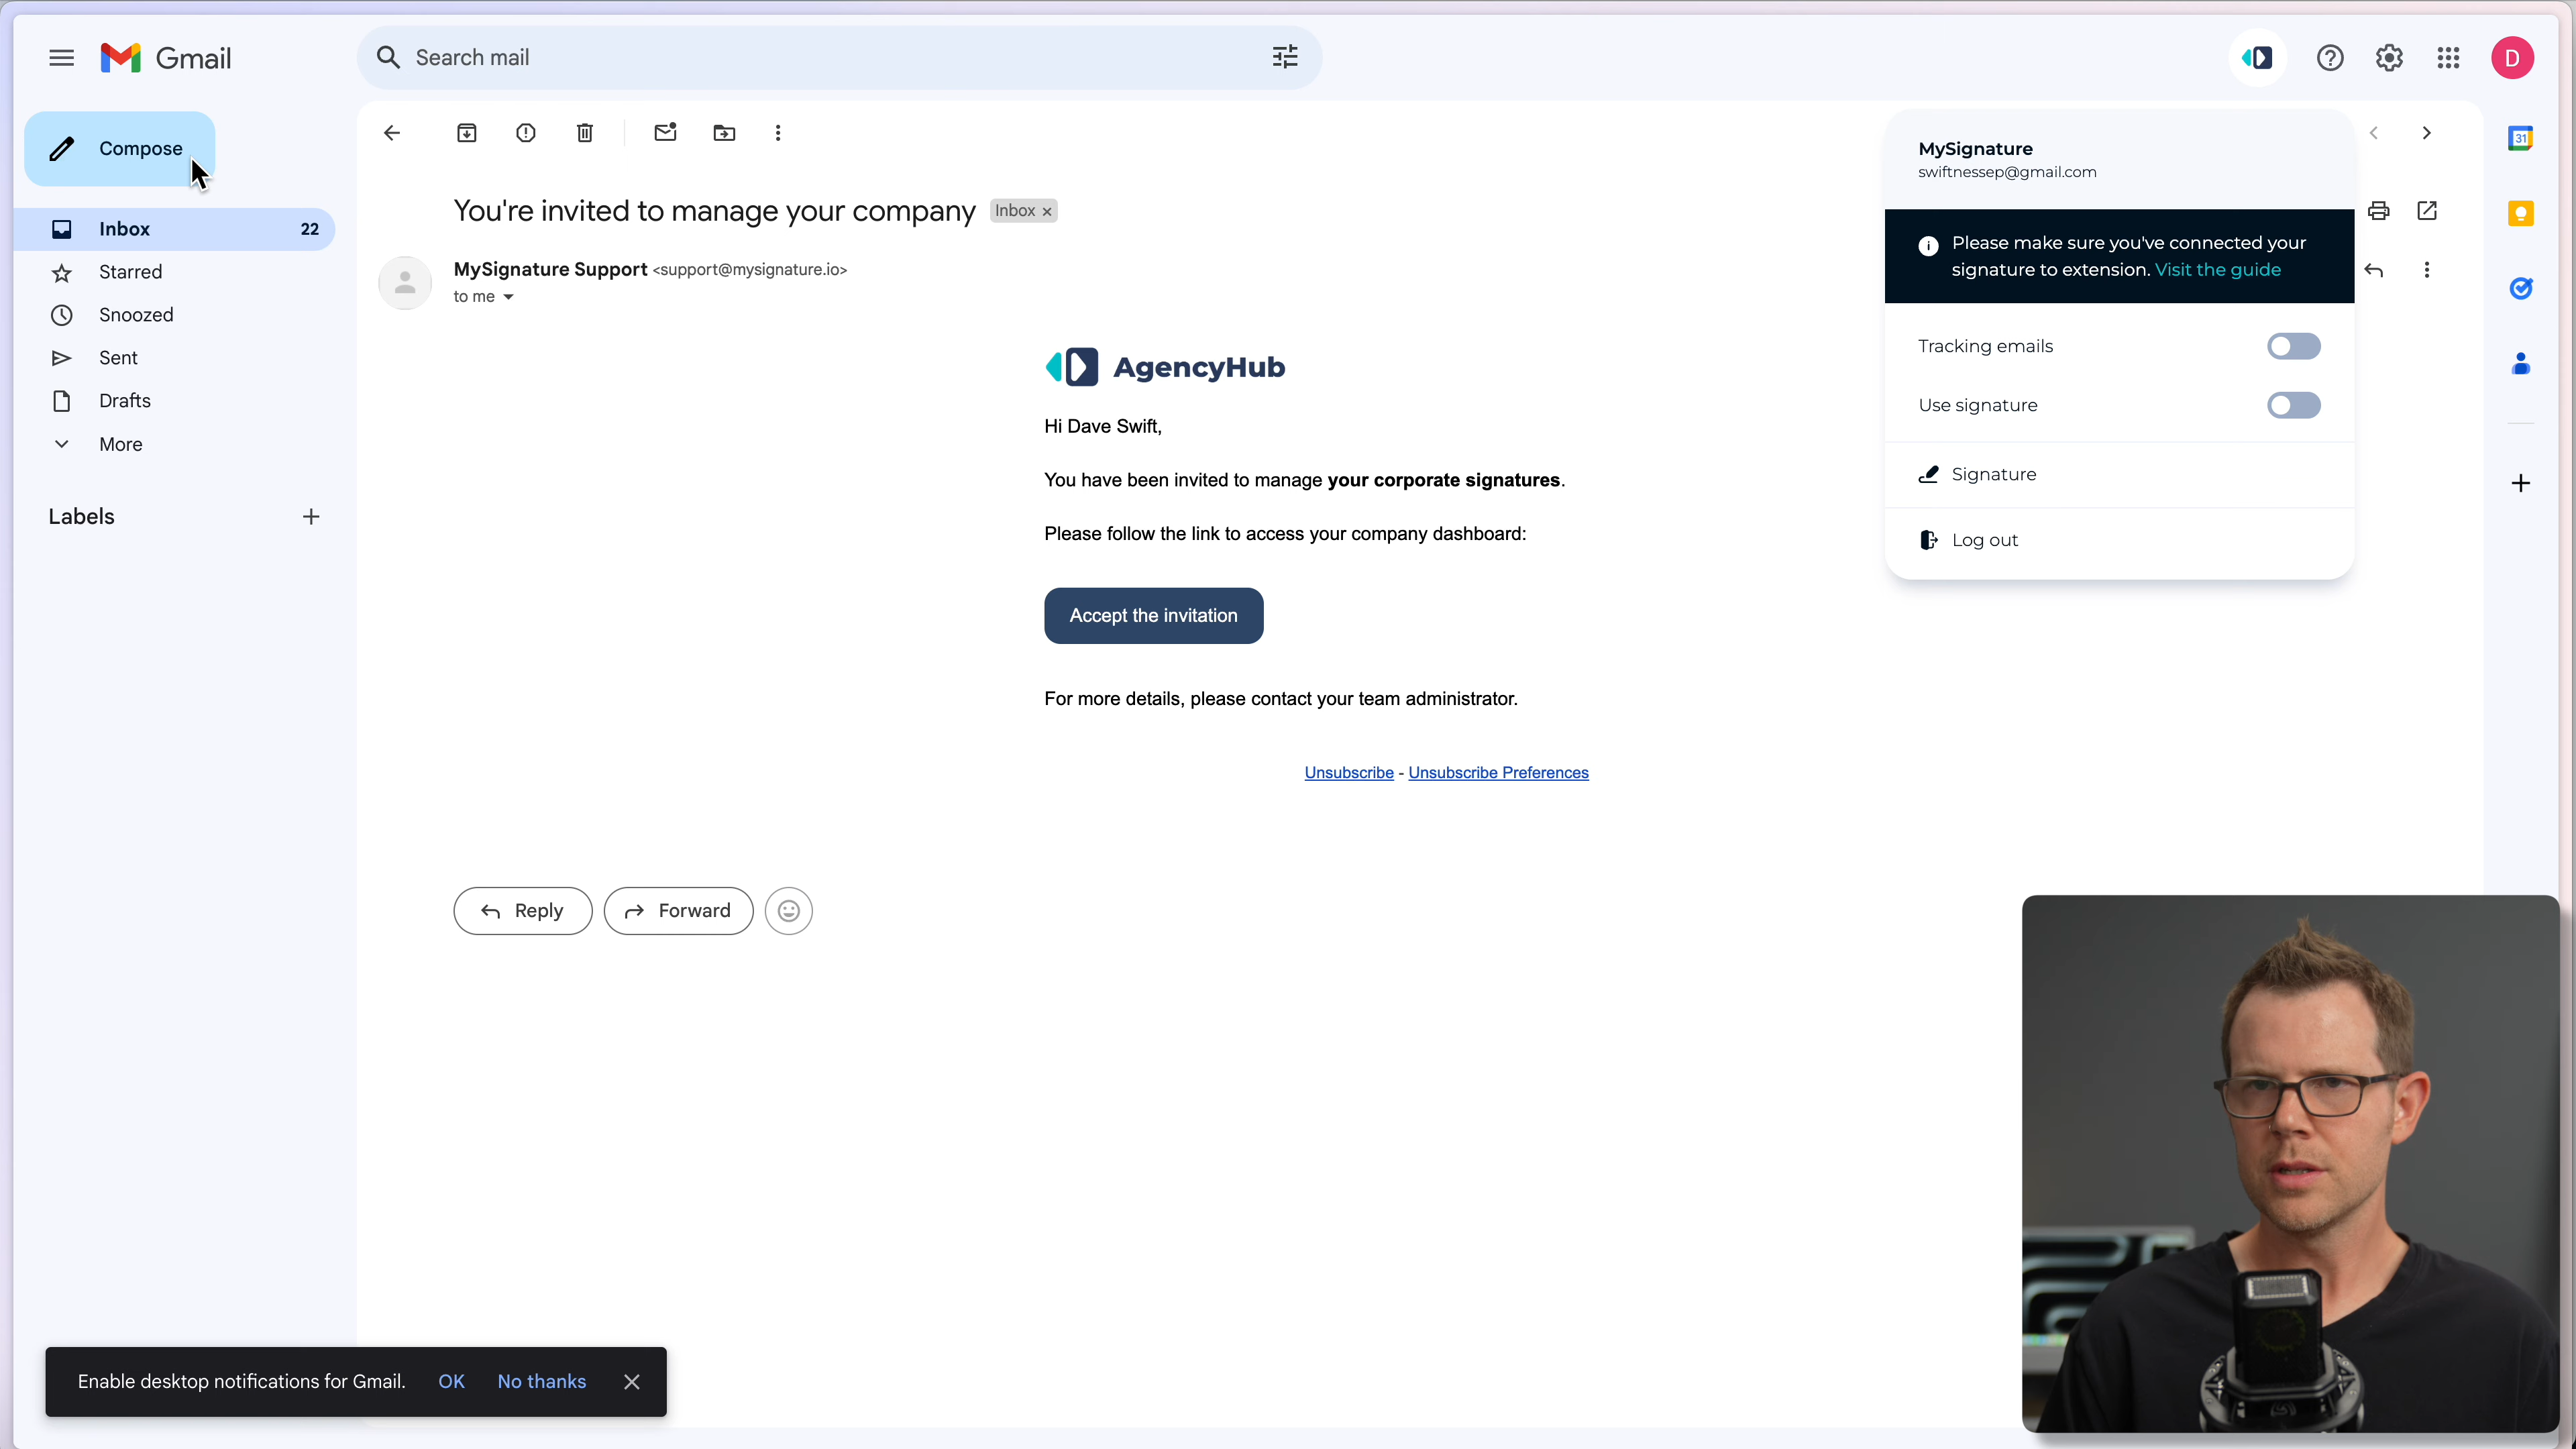 Gmail
Search mail
D
Compose
Inbox 22
Starred
Snoozed
Sent
Drafts
More
Labels
You're invited to manage your company Inbox ×
MySignature Support <support@mysignature.io>
to me
AgencyHub
Hi Dave Swift,
You have been invited to manage your corporate signatures.
Please follow the link to access your company dashboard:
Accept the invitation
For more details, please contact your team administrator.
Unsubscribe - Unsubscribe Preferences
Reply
Forward
MySignature
swiftnessep@gmail.com
Please make sure you've connected your
signature to extension. Visit the guide
Tracking emails
Use signature
Signature
Log out
31
Enable desktop notifications for Gmail. OK No thanks